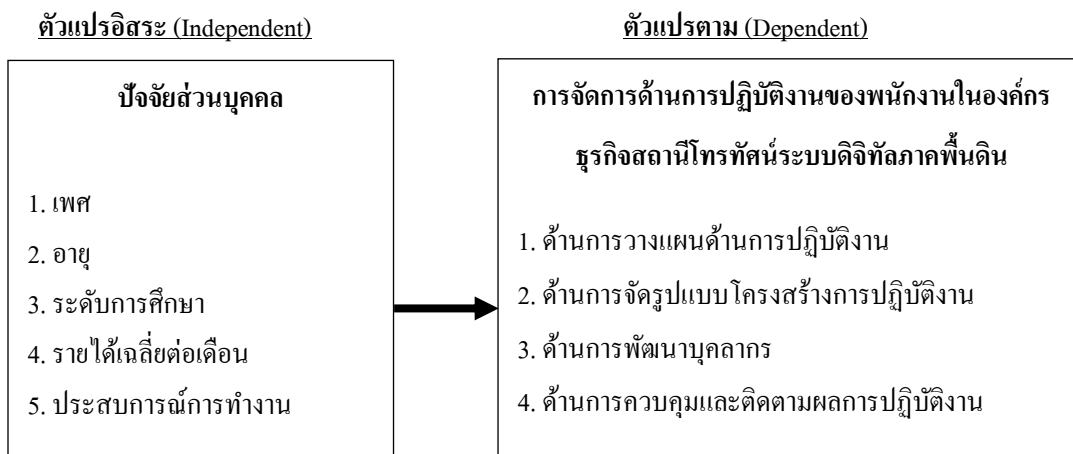 ตัวแปรอิสระ (Independent)
ปัจจัยส่วนบุคคล
1. เพศ
2. อายุ
3. ระดับการศึกษา
4. รายได้เฉลี่ยต่อเดือน
5. ประสบการณ์การทำงาน
ตัวแปรตาม (Dependent)
การจัดการด้านการปฏิบัติงานของพนักงานในองค์กร
ธุรกิจสถานีโทรทัศน์ระบบดิจิทัลภาคพื้นดิน
1. ด้านการวางแผนด้านการปฏิบัติงาน
2. ด้านการจัดรูปแบบโครงสร้างการปฏิบัติงาน
3. ด้านการพัฒนาบุคลากร
4. ด้านการควบคุมและติดตามผลการปฏิบัติงาน